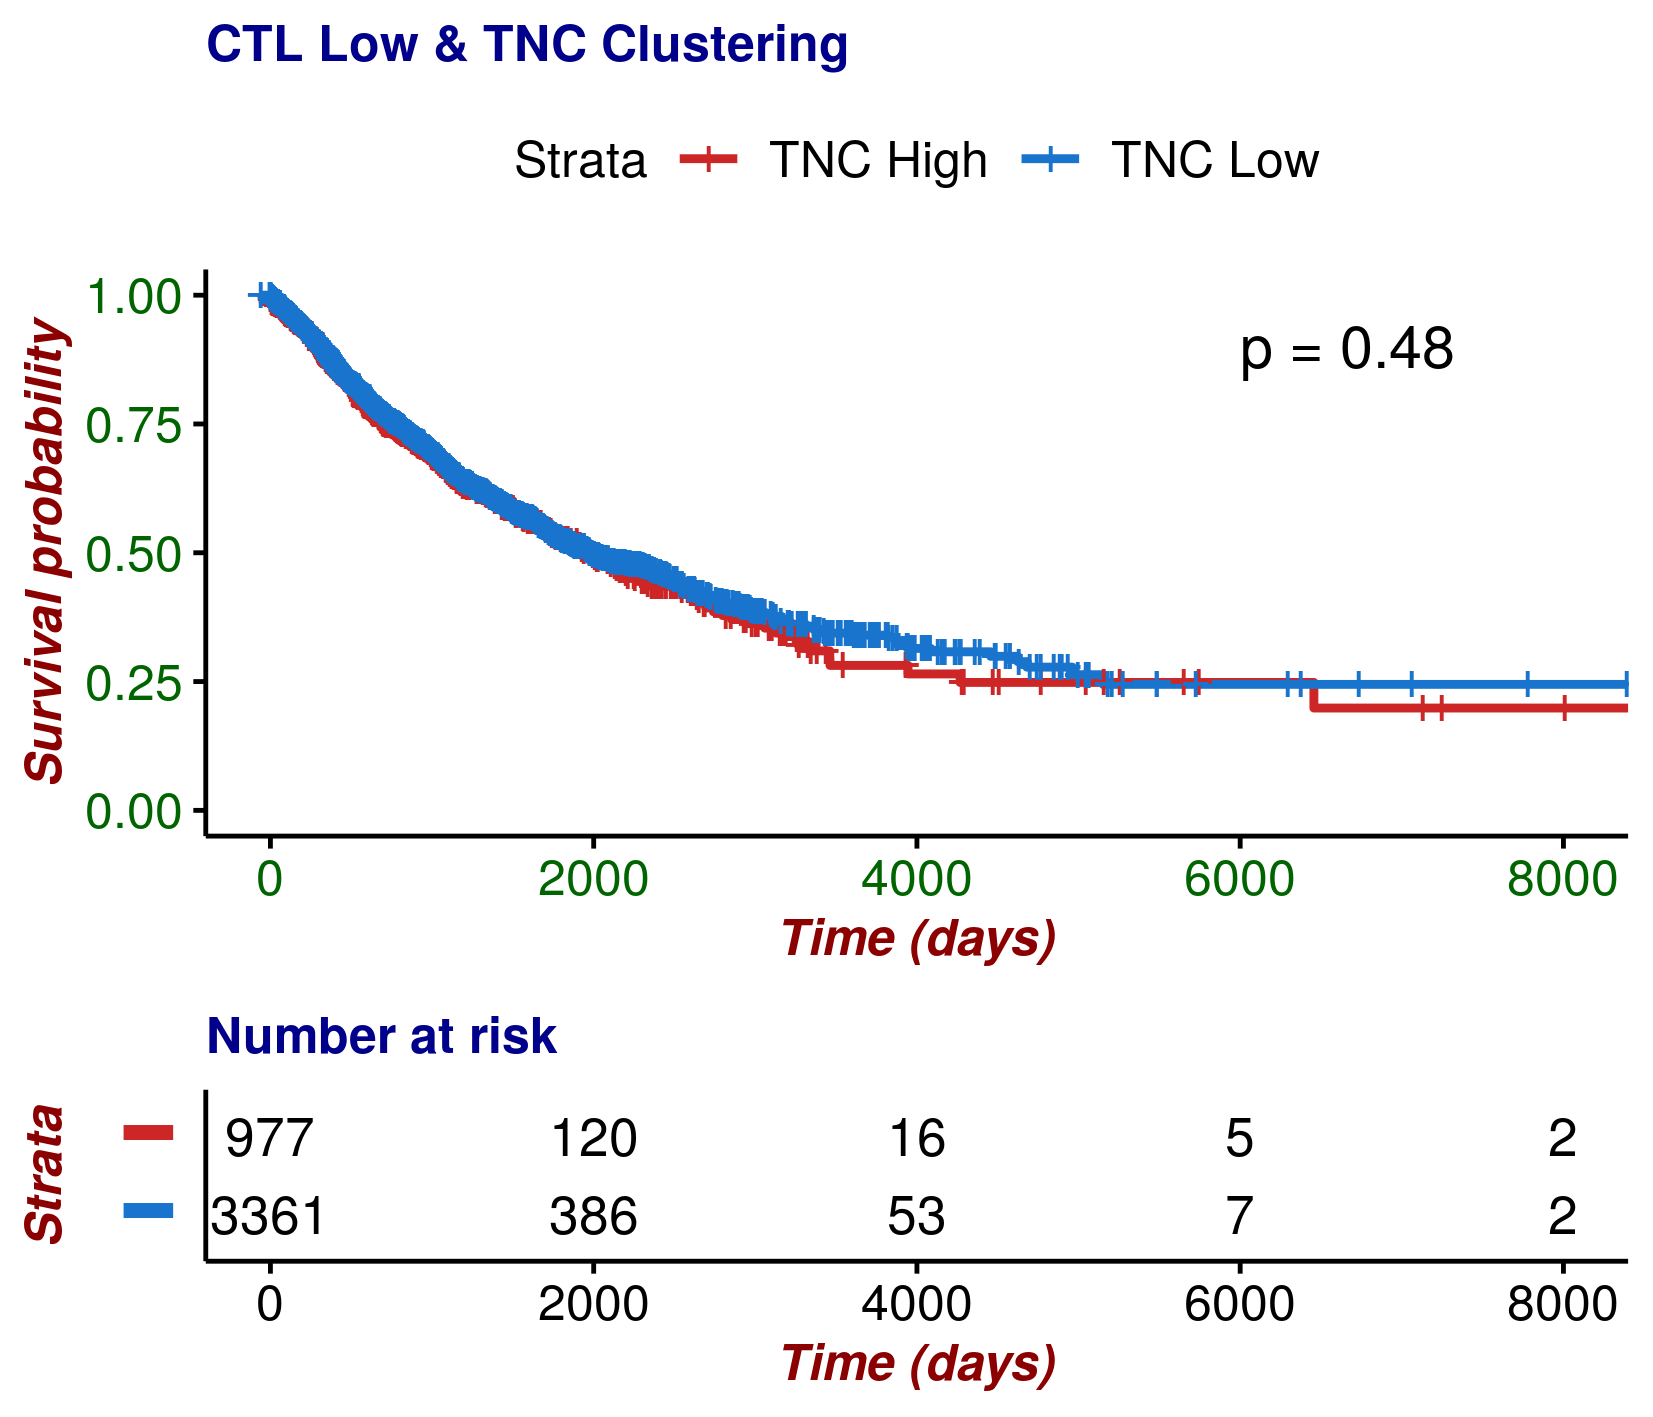 CTL Low & TNC Clustering
Strata TNC High TNC Low
1.00
0.75
0.50
0.25
0.00
Survival probability
p = 0.48
0 2000 4000 6000 8000
Time (days)
Number at risk
Strata
977 120 16 5 2
3361 386 53 7 2
0 2000 4000 6000 8000
Time (days)